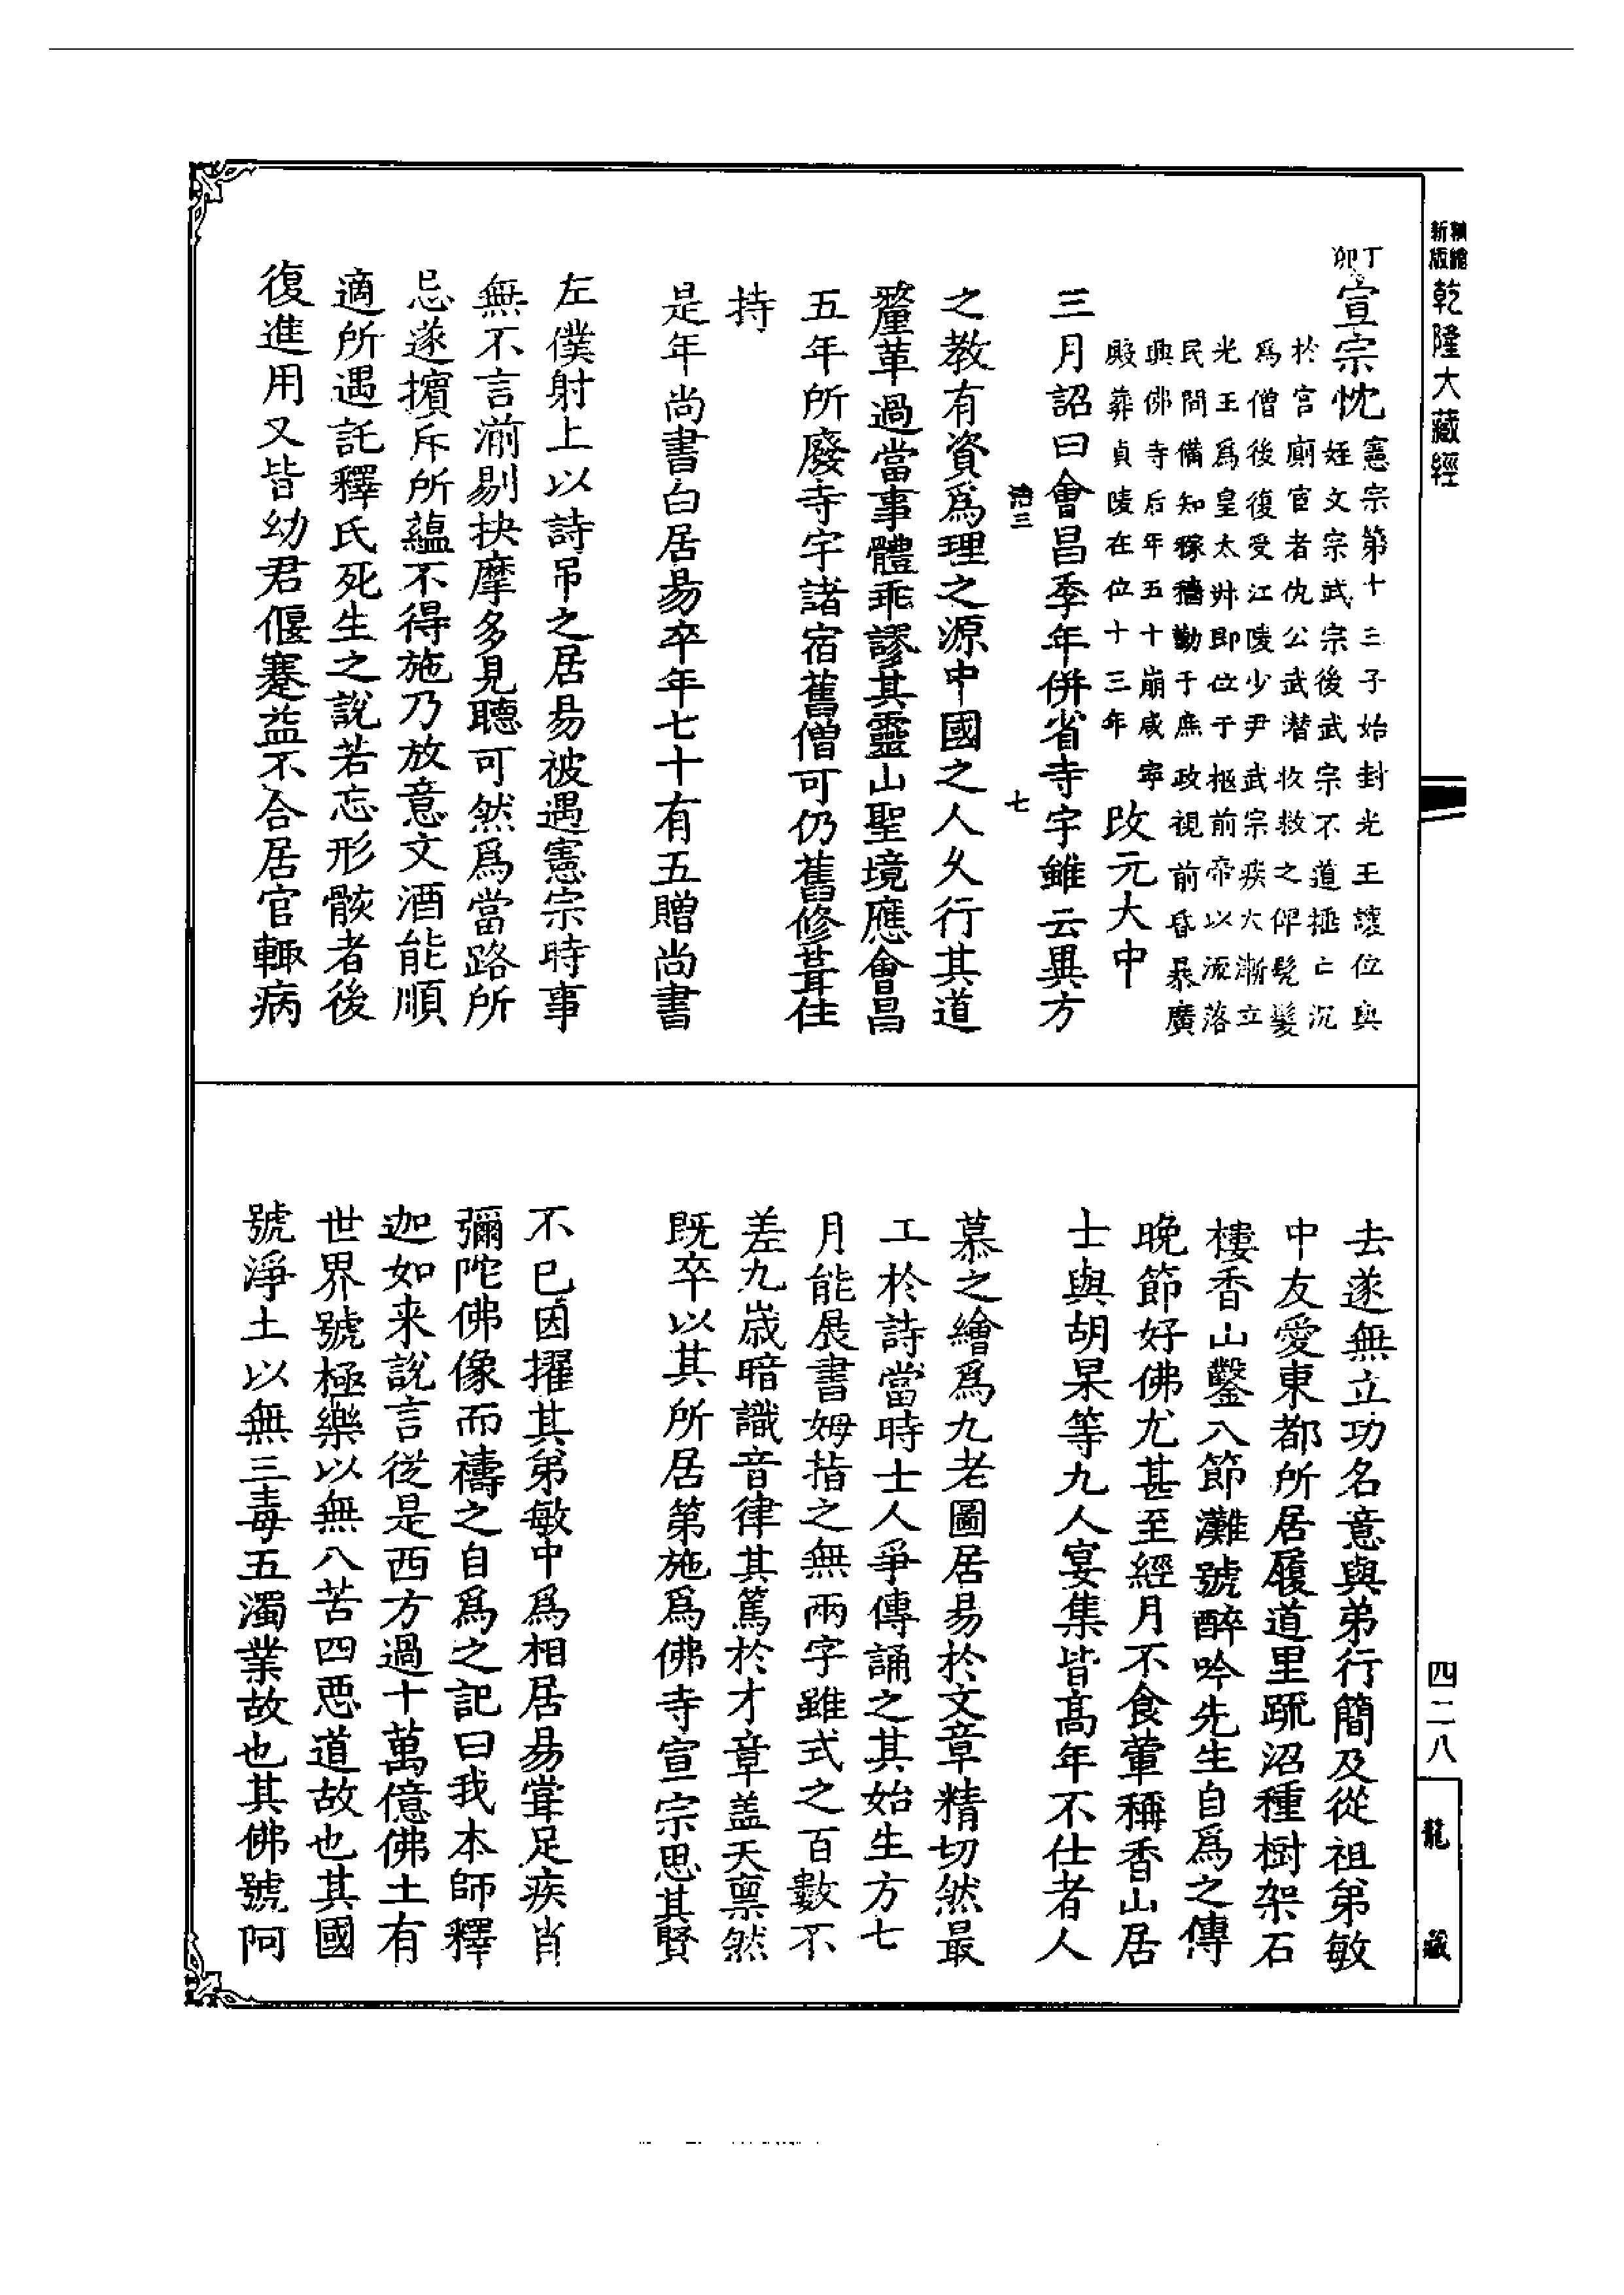 新版
乾隆大藏經
丁卯
宣宗忱
憲宗第十三子始封光王讓位與
姪文宗武宗後武宗不道極亡沉
於宮廁宦者仇公武潛收救之俾髡髮
爲僧後復受江陵少尹武宗疾大漸立
光王爲皇太叔即位于柩前帝以流落
民間備知稼穡勤于庶政視前昏暴廣
興佛寺后年五十崩咸寧
殿葬貞陵在位十三年
改元大中
三月詔曰會昌季年併省寺宇雖云異方
之教有資爲理之源中國之人久行其道
釐革過當事體乖謬其靈山聖境應會昌
五年所廢寺宇諸宿舊僧可仍舊修葺住
持
是年尚書白居易卒年七十有五贈尚書
左僕射上以詩吊之居易被遇憲宗時事
無不言湔剔抉摩多見聽可然爲當路所
忌遂擯斥所蘊不得施乃放意文酒能順
適所遇託釋氏死生之說若忘形骸者後
復進用又皆幼君偃蹇益不合居官輒病
三
七
去遂無立功名意與弟行簡及從祖弟敏
中友愛東都所居履道里疏沼種樹架石
樓香山鑿八節灘號醉吟先生自爲之傳
晚節好佛尤甚至經月不食葷稱香山居
士與胡杲等九人宴集皆高年不仕者人
慕之繪爲九老圖居易於文章精切然最
工於詩當時士人爭傳誦之其始生方七
月能展書姆指之無兩字雖式之百數不
差九歲暗識音律其篤於才章盖天禀然
既卒以其所居第施爲佛寺宣宗思其賢
不已因擢其弟敏中爲相居易甞足疾肖
彌陀佛像而禱之自爲之記曰我本師釋
迦如来說言從是西方過十萬億佛土有
世界號極樂以無八苦四惡道故也其國
號淨土以無三毒五濁業故也其佛號阿
四二八
龍藏